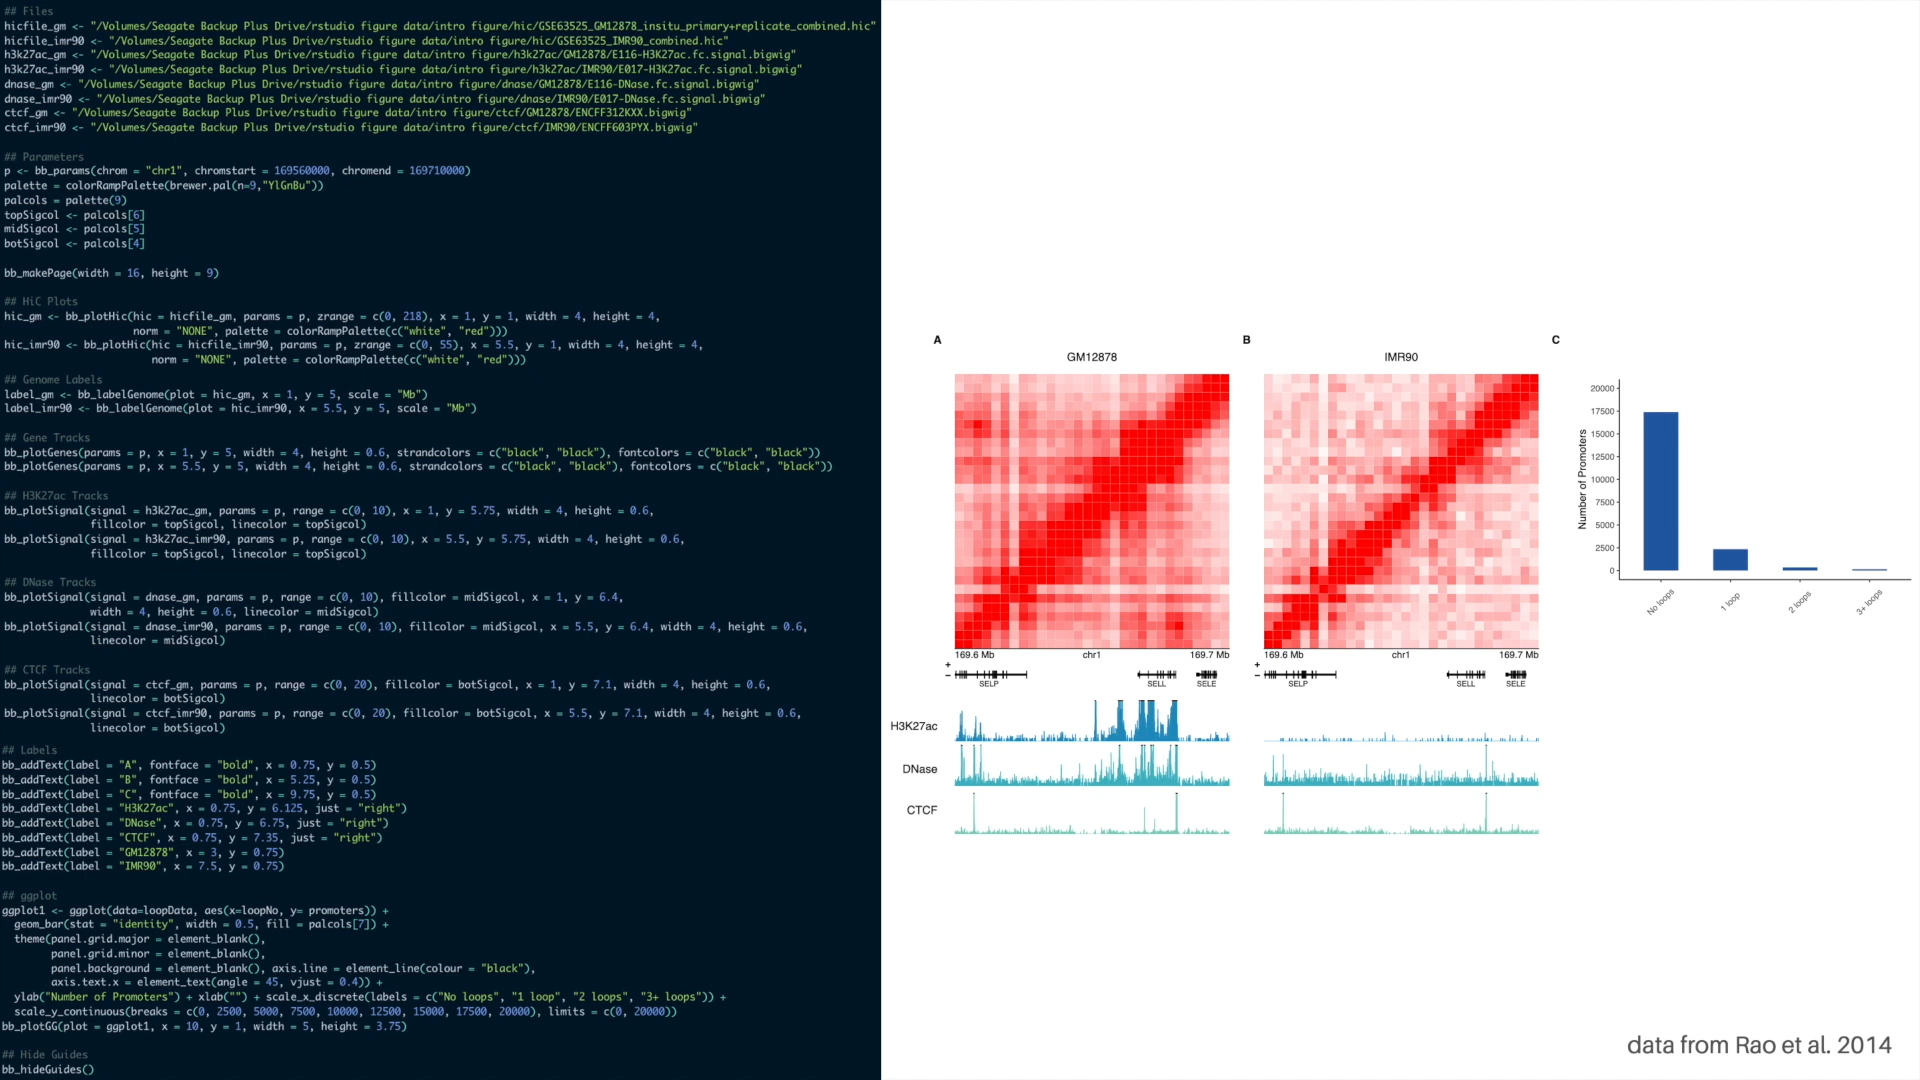 ## Files
hicfile_gm <- "/Volumes/Seagate Backup Plus Drive/rstudio figure data/intro figure/hic/GSE63525_GM12878_insitu_primary+replicate_combined.hic"
hicfile_imr90 <- "/Volumes/Seagate Backup Plus Drive/rstudio figure data/intro figure/hic/GSE63525_IMR90_combined.hic"
h3k27ac_gm <- "/Volumes/Seagate Backup Plus Drive/rstudio figure data/intro figure/h3k27ac/GM12878/E116-H3K27ac.fc.signal.bigwig"
h3k27ac_imr90 <- "/Volumes/Seagate Backup Plus Drive/rstudio figure data/intro figure/h3k27ac/IMR90/E017-H3K27ac.fc.signal.bigwig"
dnase_gm <- "/Volumes/Seagate Backup Plus Drive/rstudio figure data/intro figure/dnase/GM12878/E116-DNase.fc.signal.bigwig"
dnase_imr90 <- "/Volumes/Seagate Backup Plus Drive/rstudio figure data/intro figure/dnase/IMR90/E017-DNase.fc.signal.bigwig"
ctcf_gm <- "/Volumes/Seagate Backup Plus Drive/rstudio figure data/intro figure/ctcf/GM12878/ENCFF312KXX.bigwig"
ctcf_imr90 <- "/Volumes/Seagate Backup Plus Drive/rstudio figure data/intro figure/ctcf/IMR90/ENCFF603PYX.bigwig"
## Parameters
p <- bb_params(chrom = "chr1", chromstart = 169560000, chromend = 169710000)
palette = colorRampPalette(brewer.pal(n=9,"YlGnBu"))
palcols = palette(9)
topSigcol <- palcols[6]
midSigcol <- palcols[5]
botSigcol <- palcols[4]
bb_makePage(width = 16, height = 9)
## HiC Plots
hic_gm <- bb_plotHic(hic = hicfile_gm, params = p, zrange = c(0, 218), x = 1, y = 1, width = 4, height = 4,
norm = "NONE", palette = colorRampPalette(c("white", "red")))
hic_imr90 <- bb_plotHic(hic = hicfile_imr90, params = p, zrange = c(0, 55), x = 5.5, y = 1, width = 4, height = 4,
norm = "NONE", palette = colorRampPalette(c("white", "red")))
## Genome Labels
label_gm <- bb_labelGenome(plot = hic_gm, x = 1, y = 5, scale = "Mb")
label_imr90 <- bb_labelGenome(plot = hic_imr90, x = 5.5, y = 5, scale = "Mb")
## Gene Tracks
bb_plotGenes(params = p, x = 1, y = 5, width = 4, height = 0.6, strandcolors = c("black", "black"), fontcolors = c("black", "black"))
bb_plotGenes(params = p, x = 5.5, y = 5, width = 4, height = 0.6, strandcolors = c("black", "black"), fontcolors = c("black", "black"))
## H3K27ac Tracks
bb_plotSignal(signal = h3k27ac_gm, params = p, range = c(0, 10), x = 1, y = 5.75, width = 4, height = 0.6,
fillcolor = topSigcol, linecolor = topSigcol)
bb_plotSignal(signal = h3k27ac_imr90, params = p, range = c(0, 10), x = 5.5, y = 5.75, width = 4, height = 0.6,
fillcolor = topSigcol, linecolor = topSigcol)
## DNase Tracks
bb_plotSignal(signal = dnase_gm, params = p, range = c(0, 10), fillcolor = midSigcol, x = 1, y = 6.4,
width = 4, height = 0.6, linecolor = midSigcol)
bb_plotSignal(signal = dnase_imr90, params = p, range = c(0, 10), fillcolor = midSigcol, x = 5.5, y = 6.4, width = 4, height = 0.6,
linecolor = midSigcol)
## CTCF Tracks
bb_plotSignal(signal = ctcf_gm, params = p, range = c(0, 20), fillcolor = botSigcol, x = 1, y = 7.1, width = 4, height = 0.6,
linecolor = botSigcol)
bb_plotSignal(signal = ctcf_imr90, params = p, range = c(0, 20), fillcolor = botSigcol, x = 5.5, y = 7.1, width = 4, height = 0.6,
linecolor = botSigcol)
## Labels
bb_addText(label = "A", fontface = "bold", x = 0.75, y = 0.5)
bb_addText(label = "B", fontface = "bold", x = 5.25, y = 0.5)
bb_addText(label = "C", fontface = "bold", x = 9.75, y = 0.5)
bb_addText(label = "H3K27ac", x = 0.75, y = 6.125, just = "right")
bb_addText(label = "DNase", x = 0.75, y = 6.75, just = "right")
bb_addText(label = "CTCF", x = 0.75, y = 7.35, just = "right")
bb_addText(label = "GM12878", x = 3, y = 0.75)
bb_addText(label = "IMR90", x = 7.5, y = 0.75)
## ggplot
ggplot1 <- ggplot(data=loopData, aes(x=loopNo, y= promoters)) +
geom_bar(stat = "identity", width = 0.5, fill = palcols[7]) +
theme(panel.grid.major = element_blank(),
panel.grid.minor = element_blank(),
panel.background = element_blank(), axis.line = element_line(colour = "black"),
axis.text.x = element_text(angle = 45, vjust = 0.4)) +
ylab("Number of Promoters") + xlab("") + scale_x_discrete(labels = c("No loops", "1 loop", "2 loops", "3+ loops")) +
scale_y_continuous(breaks = c(0, 2500, 5000, 7500, 10000, 12500, 15000, 17500, 20000), limits = c(0, 20000))
bb_plotGG(plot = ggplot1, x = 10, y = 1, width = 5, height = 3.75)
## Hide Guides
bb_hideGuides()
A
GM12878
169.6 Mb chr1 169.7 Mb
+
−
SELP SELL SELE
H3K27ac
DNase
CTCF
B
IMR90
169.6 Mb chr1 169.7 Mb
+
−
SELP SELL SELE
C
Number of Promoters
20000
17500
15000
12500
10000
7500
5000
2500
0
No loops
1 loop
2 loops
3+ loops
data from Rao et al. 2014